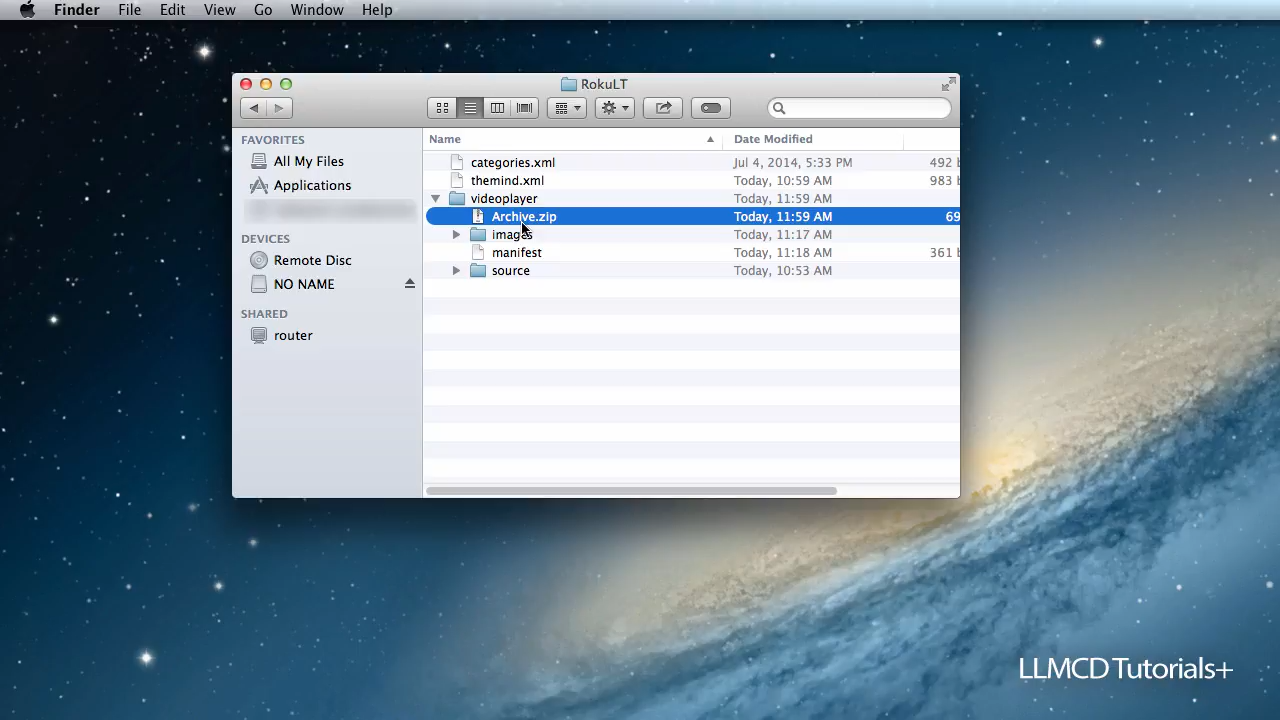 Finder File Edit View Go Window Help
RokuLT
FAVORITES
All My Files
Applications
DEVICES
Remote Disc
NO NAME
SHARED
router
Name Date Modified
categories.xml Jul 4, 2014, 5:33 PM 492 b
themind.xml Today, 10:59 AM 983 b
videoplayer Today, 11:59 AM
Archive.zip Today, 11:59 AM 69
images Today, 11:17 AM
manifest Today, 11:18 AM 361 b
source Today, 10:53 AM
LLMCD Tutorials+